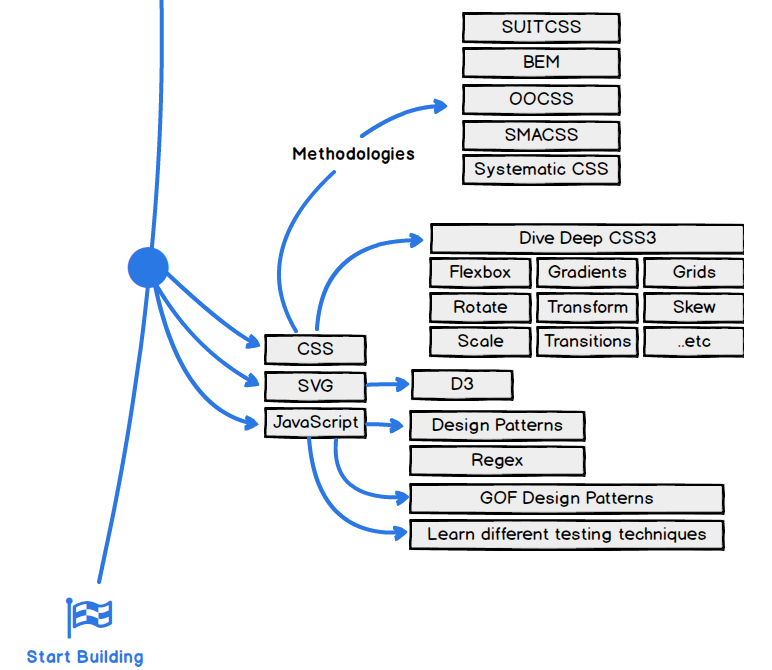 SUITCSS
BEM
OOCSS
SMACSS
Systematic CSS
Methodologies
Dive Deep CSS3
Flexbox Gradients Grids
Rotate Transform Skew
Scale Transitions ..etc
CSS
SVG
D3
JavaScript
Design Patterns
Regex
GOF Design Patterns
Learn different testing techniques
Start Building